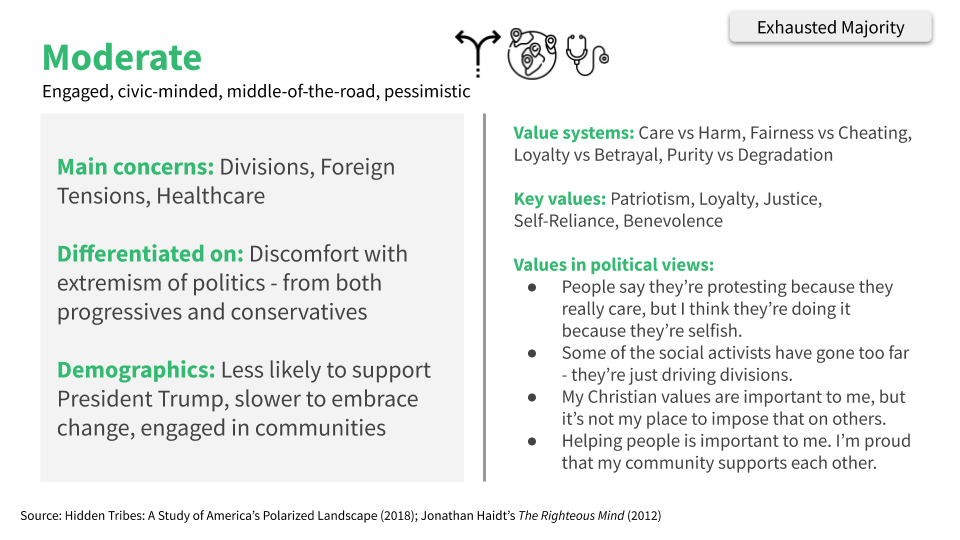 Exhausted Majority
Moderate
Engaged, civic-minded, middle-of-the-road, pessimistic
Main concerns: Divisions, Foreign
Tensions, Healthcare
Differentiated on: Discomfort with
extremism of politics - from both
progressives and conservatives
Demographics: Less likely to support
President Trump, slower to embrace
change, engaged in communities
Value systems: Care vs Harm, Fairness vs Cheating,
Loyalty vs Betrayal, Purity vs Degradation
Key values: Patriotism, Loyalty, Justice,
Self-Reliance, Benevolence
Values in political views:
● People say they’re protesting because they
really care, but I think they’re doing it
because they’re selfish.
● Some of the social activists have gone too far
- they’re just driving divisions.
● My Christian values are important to me, but
it’s not my place to impose that on others.
● Helping people is important to me. I’m proud
that my community supports each other.
Source: Hidden Tribes: A Study of America’s Polarized Landscape (2018); Jonathan Haidt’s The Righteous Mind (2012)